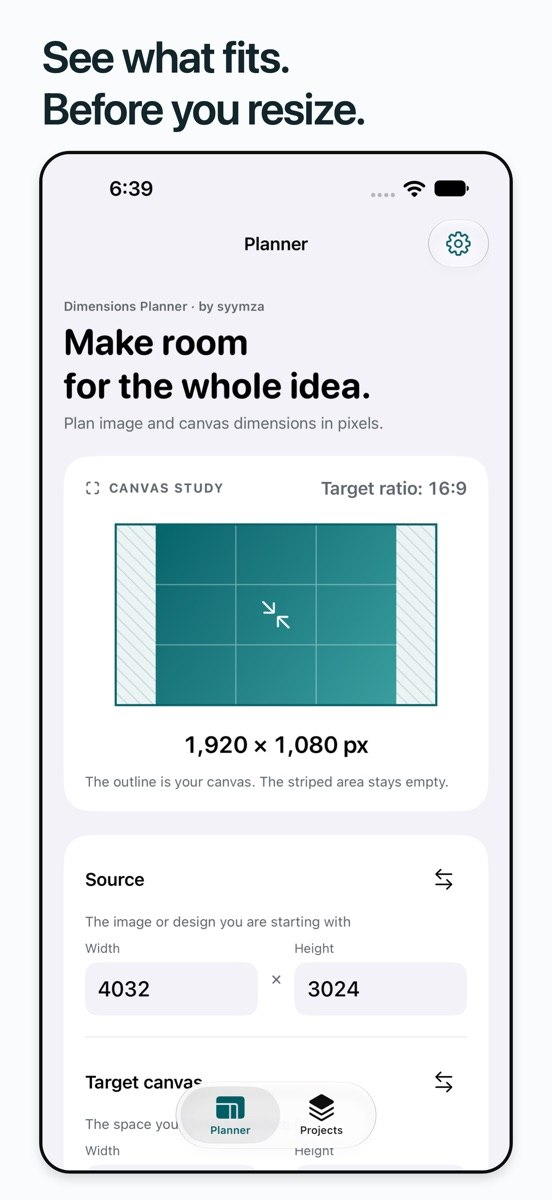 See what fits.
Before you resize.
6:39
Planner
Dimensions Planner · by syymza
Make room
for the whole idea.
Plan image and canvas dimensions in pixels.
CANVAS STUDY
Target ratio: 16:9
1,920 × 1,080 px
The outline is your canvas. The striped area stays empty.
Source
The image or design you are starting with
Width Height
4032 × 3024
Target canvas
The space you
Width Height
Planner Projects